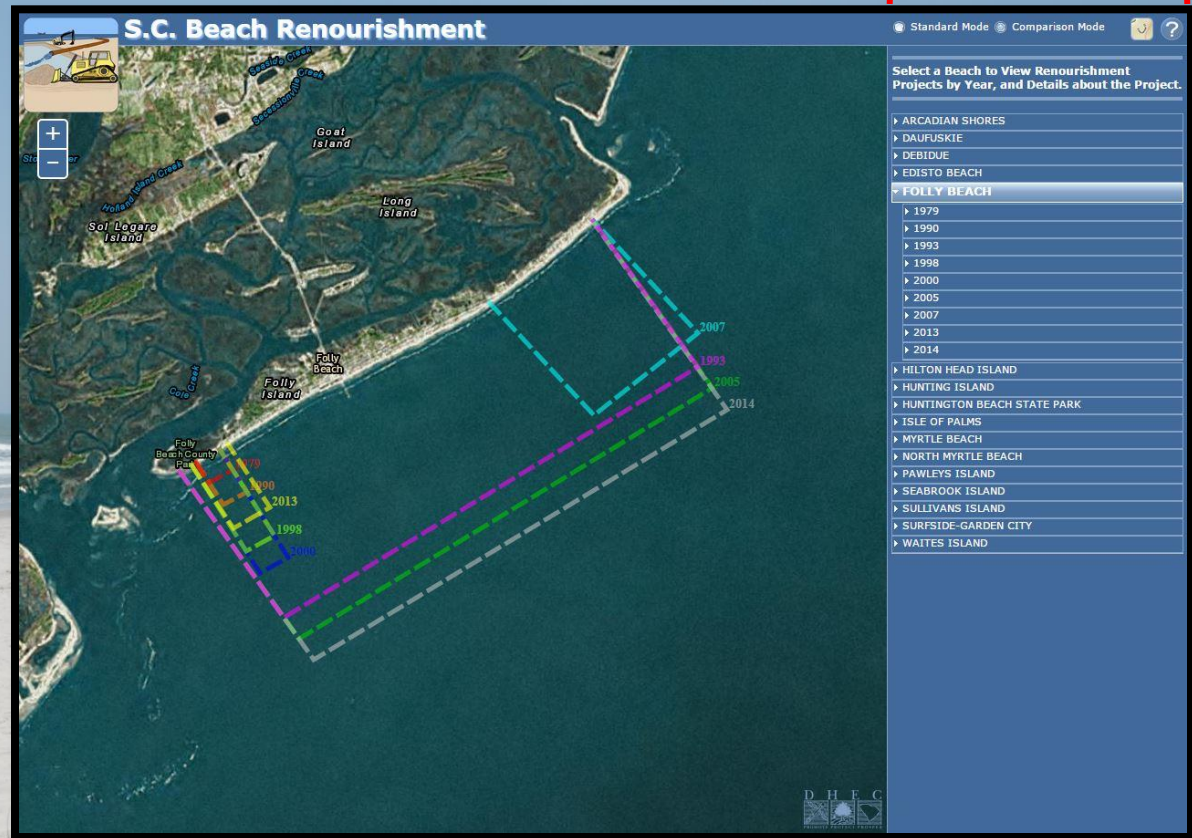 S.C. Beach Renourishment
Standard Mode Comparison Mode
?
Select a Beach to View Renourishment
Projects by Year, and Details about the Project.
ARCADIAN SHORES
DAUFUSKIE
DEBIDUE
EDISTO BEACH
FOLLY BEACH
1979
1990
1993
1998
2000
2005
2007
2013
2014
HILTON HEAD ISLAND
HUNTING ISLAND
HUNTINGTON BEACH STATE PARK
ISLE OF PALMS
MYRTLE BEACH
NORTH MYRTLE BEACH
PAWLEYS ISLAND
SEABROOK ISLAND
SULLIVANS ISLAND
SURFSIDE-GARDEN CITY
WAITES ISLAND
+
−
Seaside Creek
Secessionville Creek
Goat
Island
Holland Island Creek
Long
Island
Sol Legare
Island
Folly
Beach
Cole Creek
Folly
Island
Folly
Beach County
2007
1993
2005
2014
2013
1998
2000
DHEC